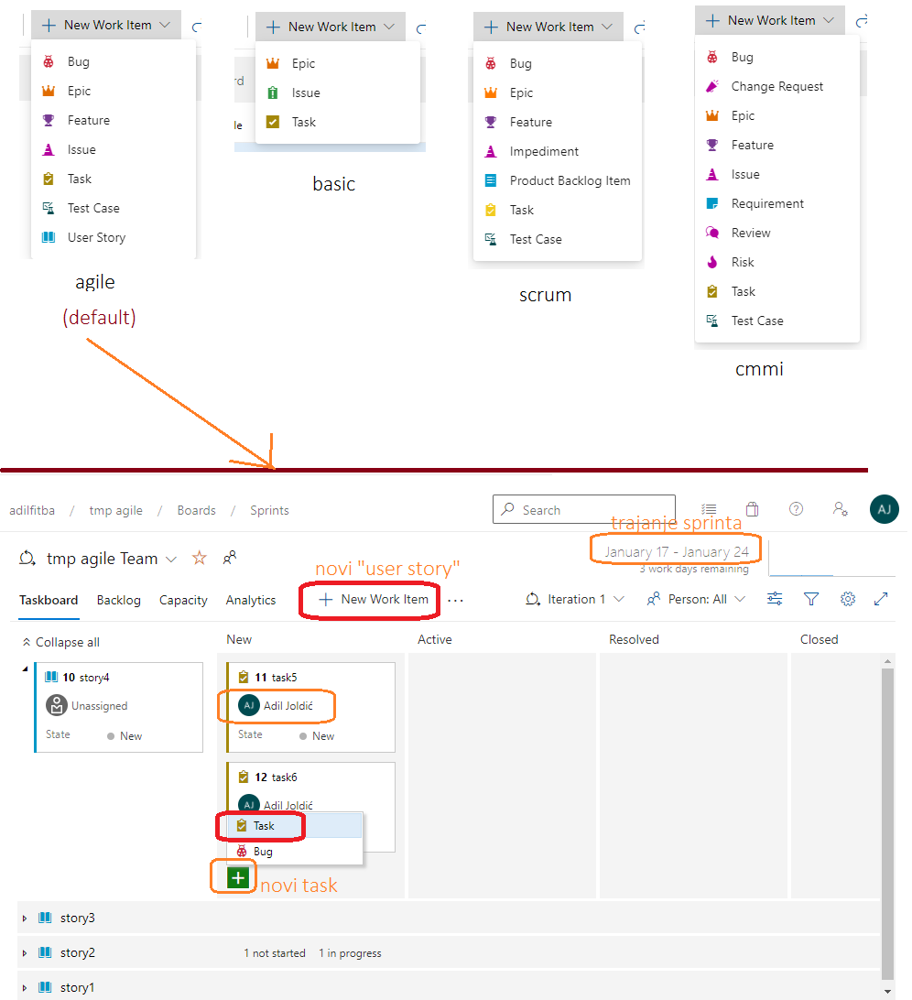 New Work Item
Bug
Epic
Feature
Issue
Task
Test Case
User Story
agile
(default)
New Work Item
rd
le
Epic
Issue
Task
basic
New Work Item
Bug
Epic
Feature
Impediment
Product Backlog Item
Task
Test Case
scrum
New Work Item
Bug
Change Request
Epic
Feature
Issue
Requirement
Review
Risk
Task
Test Case
cmmi
adilfitba / tmp agile / Boards / Sprints
Search
AJ
trajanje sprinta
tmp agile Team
January 17 - January 24
3 work days remaining
novi "user story"
Taskboard Backlog Capacity Analytics
New Work Item
Iteration 1 Person: All
Collapse all
New Active Resolved Closed
10 story4
Unassigned
State New
11 task5
AJ Adil Joldić
State New
12 task6
AJ Adil Joldić
Task
Bug
novi task
story3
story2 1 not started 1 in progress
story1